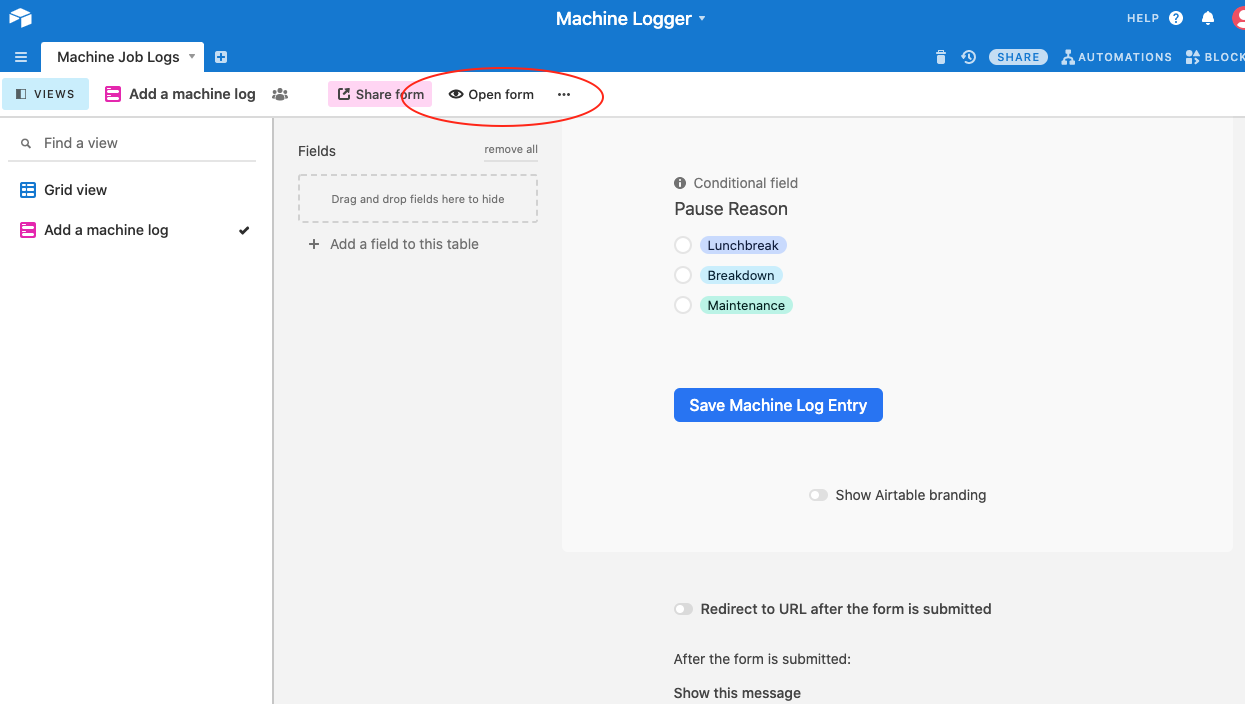 Machine Logger
HELP
Machine Job Logs
SHARE
AUTOMATIONS
BLOCK
VIEWS
Add a machine log
Share form
Open form
Find a view
Grid view
Add a machine log
Fields
remove all
Drag and drop fields here to hide
Add a field to this table
Conditional field
Pause Reason
Lunchbreak
Breakdown
Maintenance
Save Machine Log Entry
Show Airtable branding
Redirect to URL after the form is submitted
After the form is submitted:
Show this message